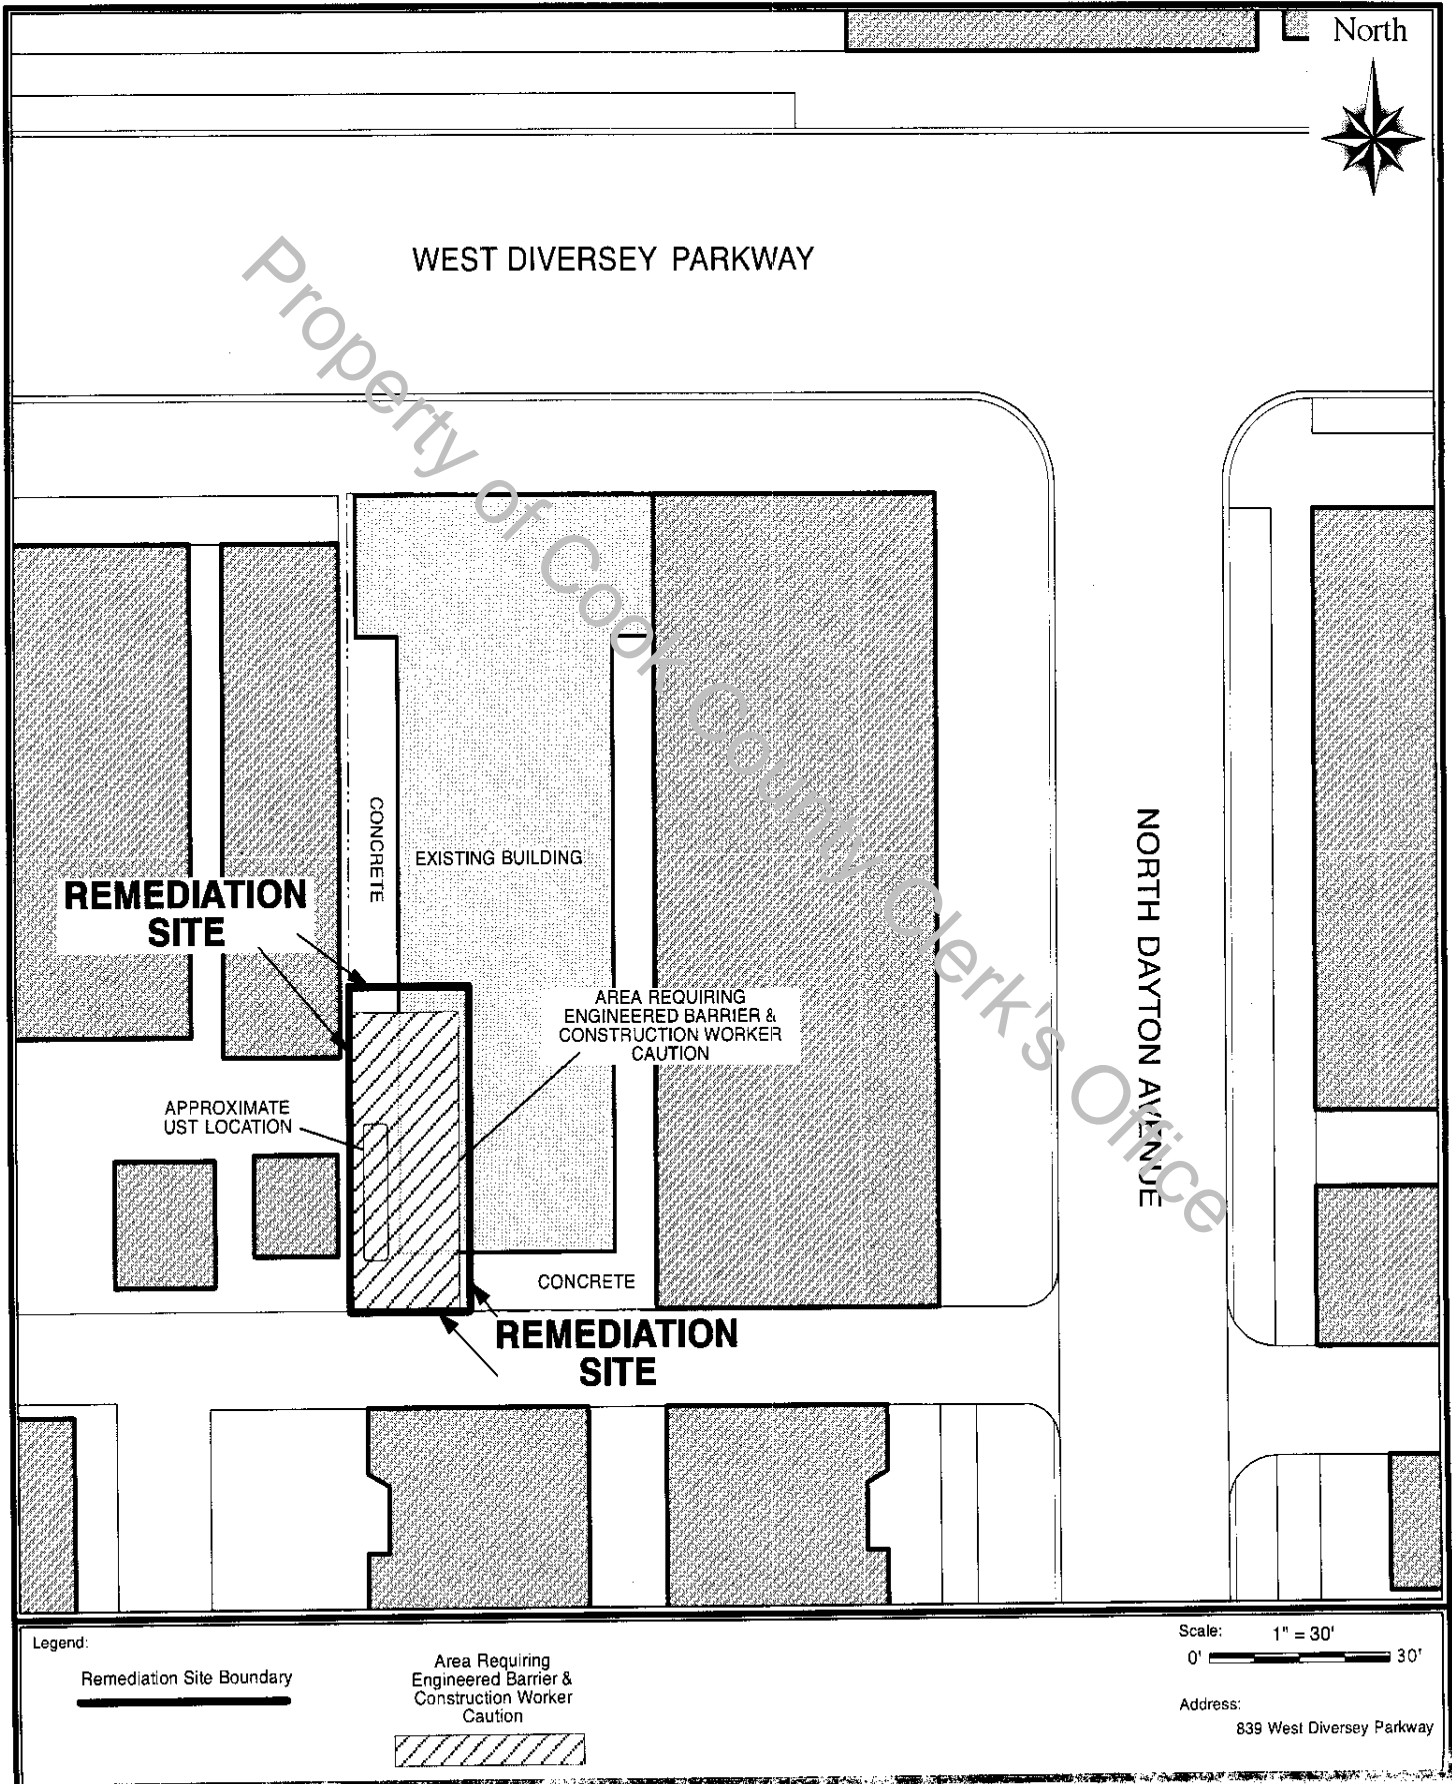 North
WEST DIVERSEY PARKWAY
Property of Cook County Clerk's Office
CONCRETE
EXISTING BUILDING
NORTH DAYTON AVENUE
REMEDIATION
SITE
AREA REQUIRING
ENGINEERED BARRIER &
CONSTRUCTION WORKER
CAUTION
APPROXIMATE
UST LOCATION
CONCRETE
REMEDIATION
SITE
Legend:
Remediation Site Boundary
Area Requiring
Engineered Barrier &
Construction Worker
Caution
Scale: 1" = 30'
0' 30'
Address:
839 West Diversey Parkway